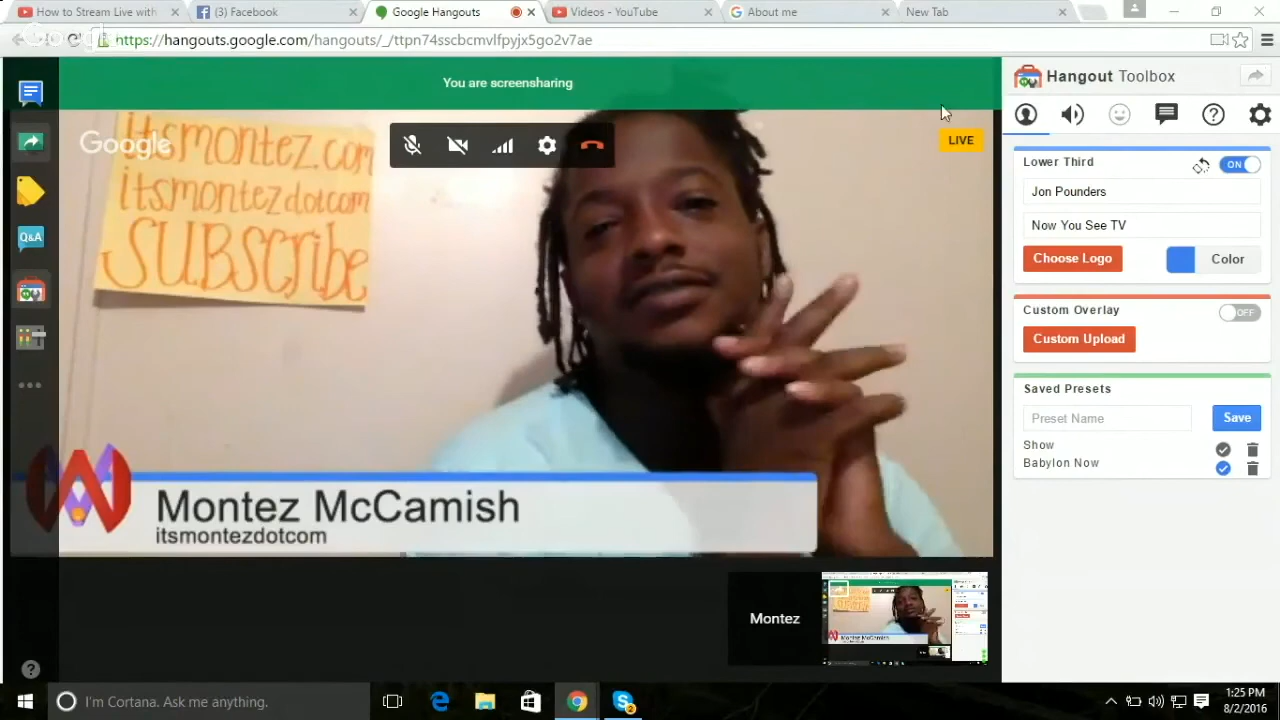 How to Stream Live with
(3) Facebook
Google Hangouts
Videos - YouTube
About me
New Tab
https://hangouts.google.com/hangouts/_/ttpn74sscbcmvlfpyjx5go2v7ae
You are screensharing
Hangout Toolbox
Google
LIVE
itsmontez.com
itsmontezdotcom
SUBSCRIBE
Q&A
Lower Third
ON
Jon Pounders
Now You See TV
Choose Logo
Color
Custom Overlay
OFF
Custom Upload
Saved Presets
Preset Name
Save
Show
Babylon Now
Montez McCamish
itsmontezdotcom
Montez
I'm Cortana. Ask me anything.
2
1:25 PM
8/2/2016